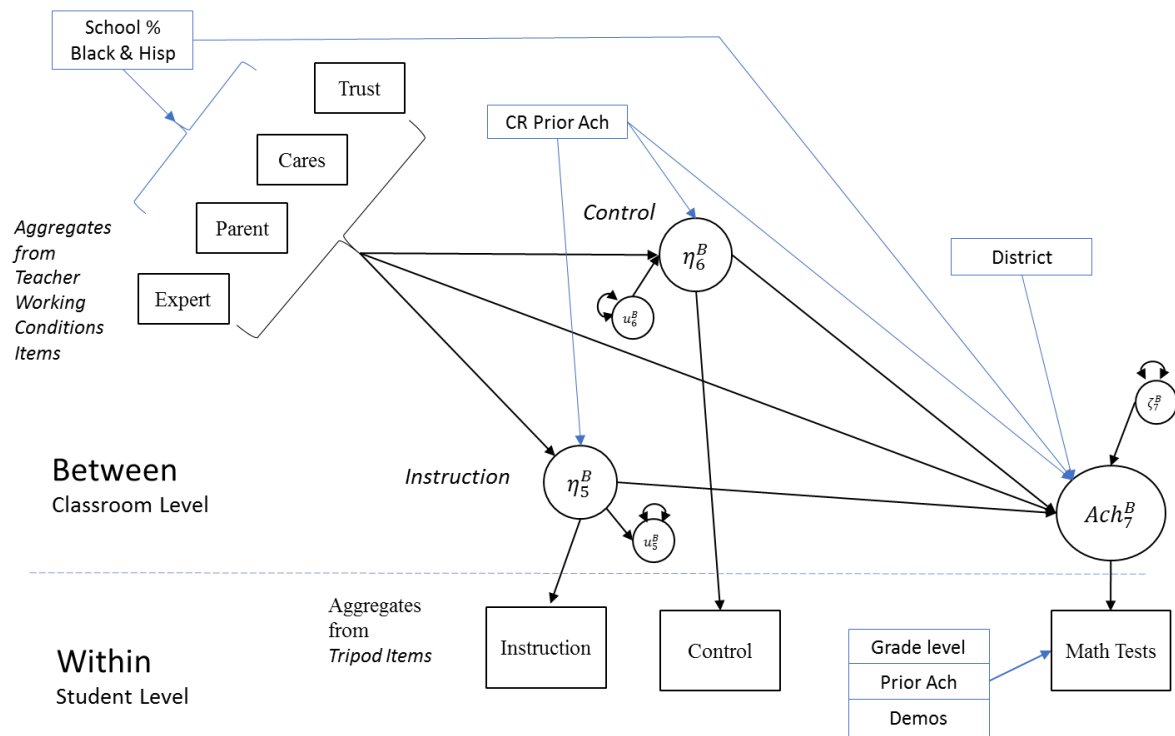 School %
Black & Hisp
Trust
CR Prior Ach
Cares
Control
Parent
Aggregates
from
Teacher
Working
Conditions
Items
η₆ᴮ
District
Expert
u₆ᴮ
ζ₇ᴮ
Between
Classroom Level
Instruction
η₅ᴮ
u₅ᴮ
Ach₇ᴮ
Aggregates
from
Tripod Items
Instruction
Control
Grade level
Prior Ach
Demos
Math Tests
Within
Student Level